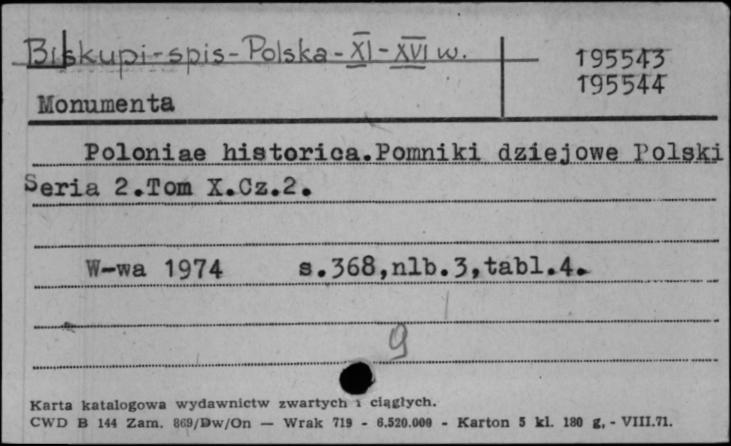 Biskupi-spis-Polska-XI-XVI w.
195543
195544
Monumenta
Poloniae historica.Pomniki dziejowe Polski
Seria 2.Tom X.Cz.2.
W-wa 1974 s.368,nlb.3,tabl.4.
9
Karta katalogowa wydawnictw zwartych i ciągłych.
CWD B 144 Zam. 869/Dw/On — Wrak 719 - 6.520.000 - Karton 5 kl. 180 g, - VIII.71.